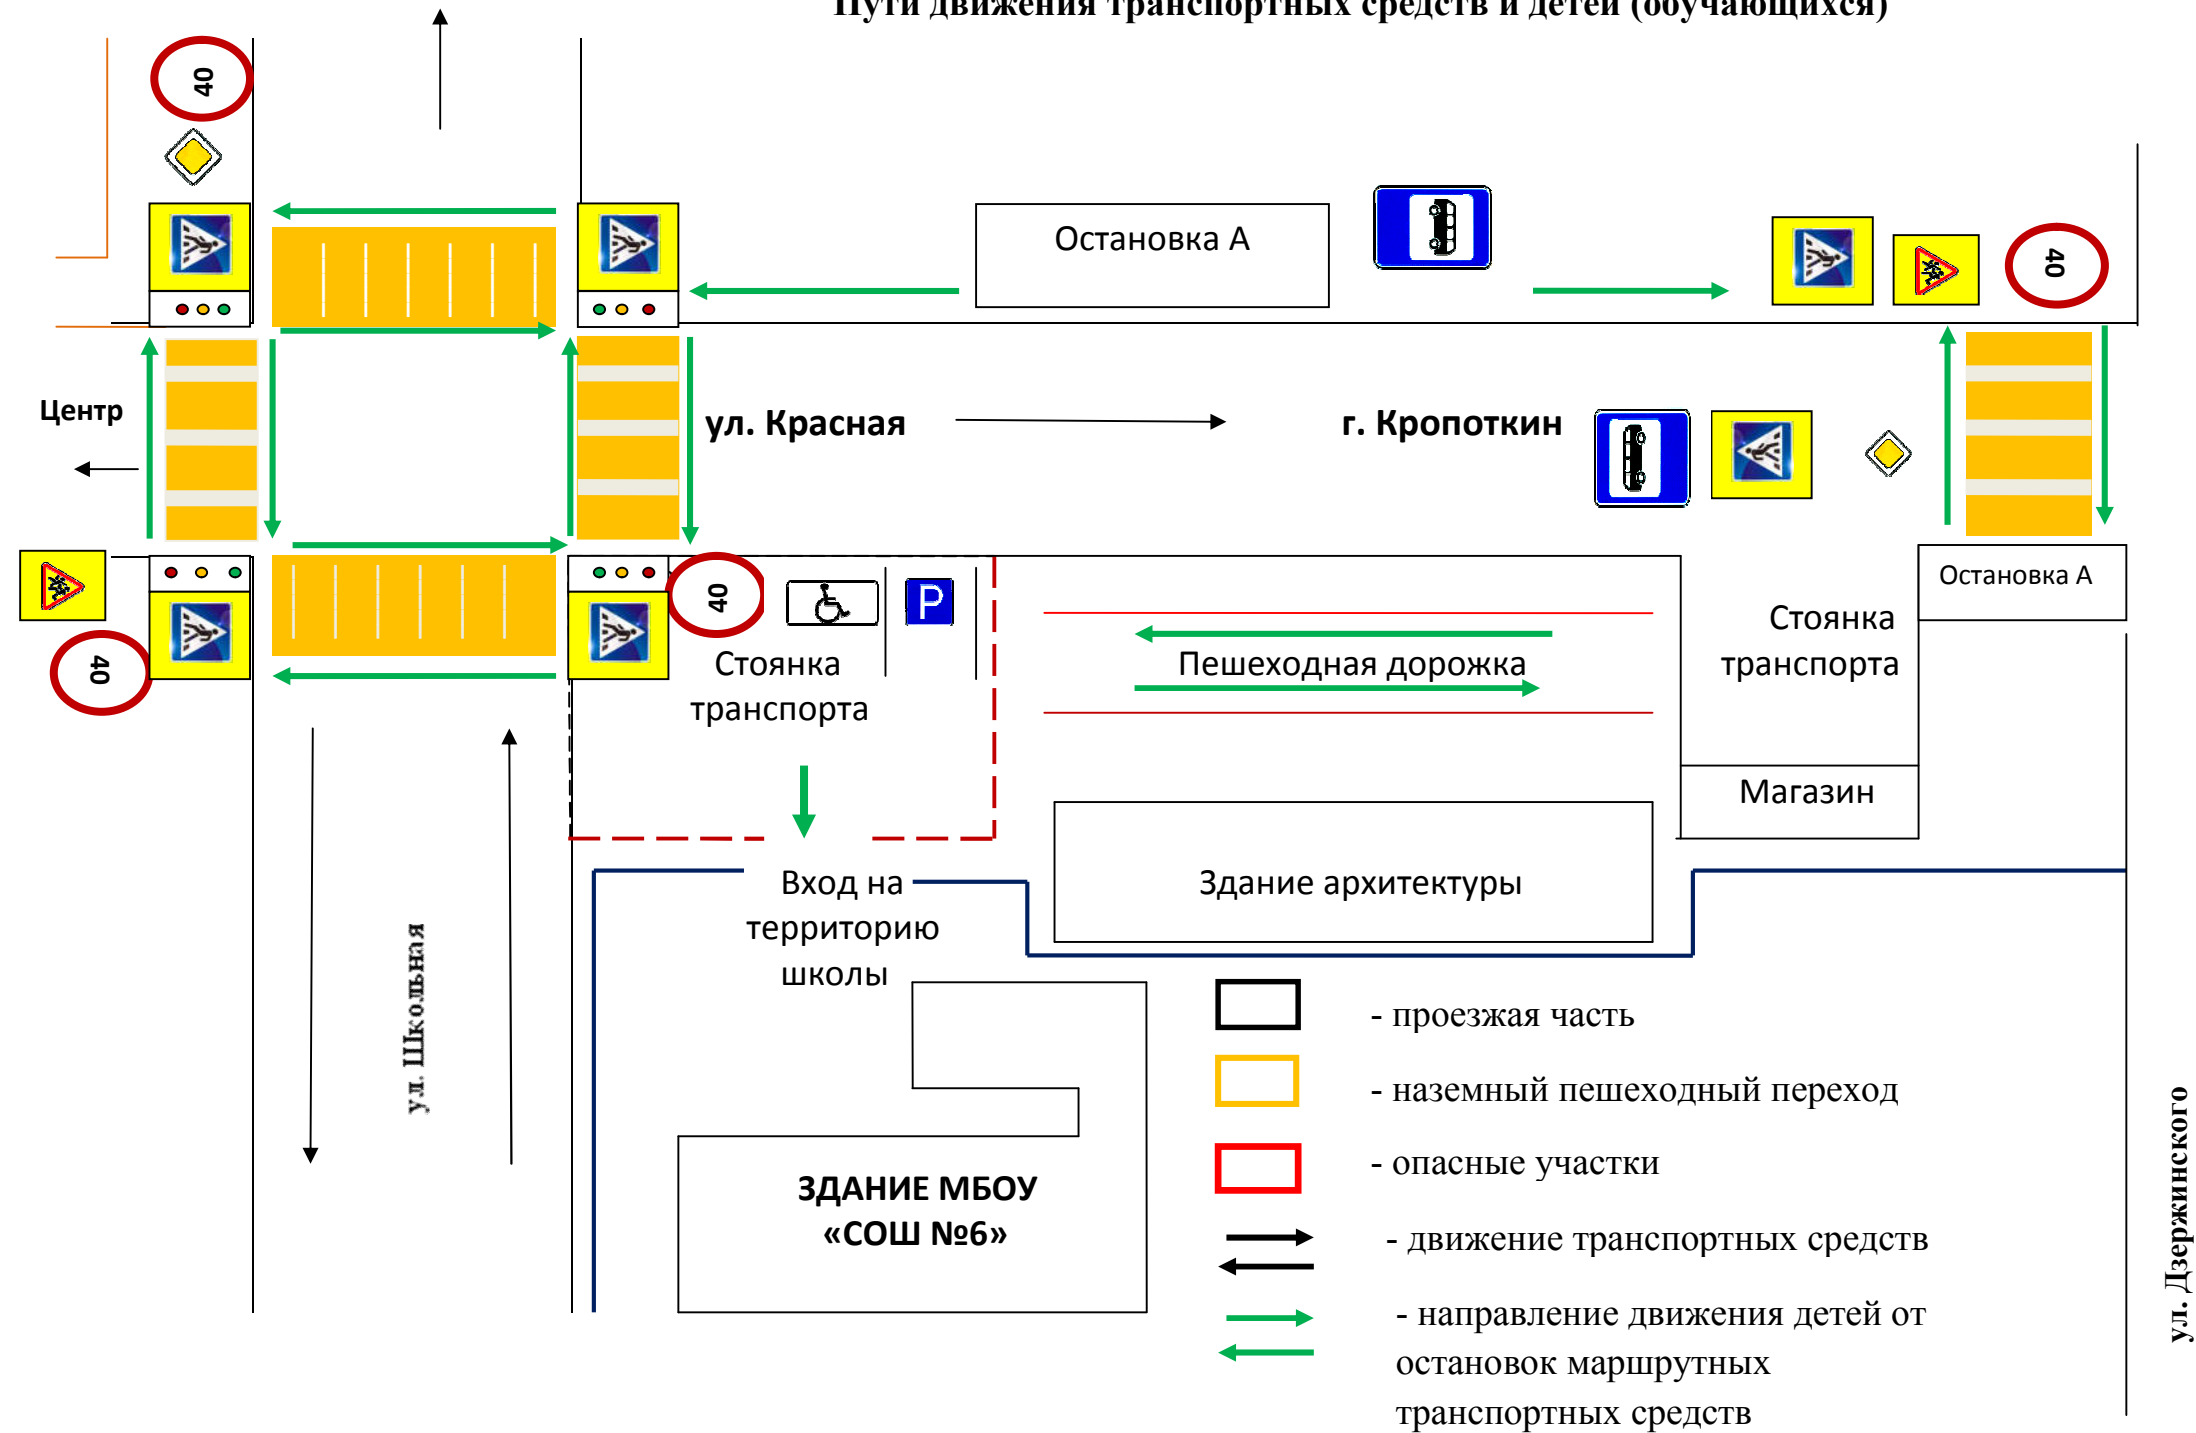 Пути движения транспортных средств и детей (обучающихся)
40
Остановка А
40
Центр
ул. Красная
г. Кропоткин
40
P
Остановка А
40
Стоянка
транспорта
Пешеходная дорожка
Стоянка
транспорта
Магазин
Вход на
территорию
школы
Здание архитектуры
ул. Школьная
- проезжая часть
- наземный пешеходный переход
- опасные участки
ЗДАНИЕ МБОУ
«СОШ №6»
- движение транспортных средств
- направление движения детей от
остановок маршрутных
транспортных средств
ул. Дзержинского